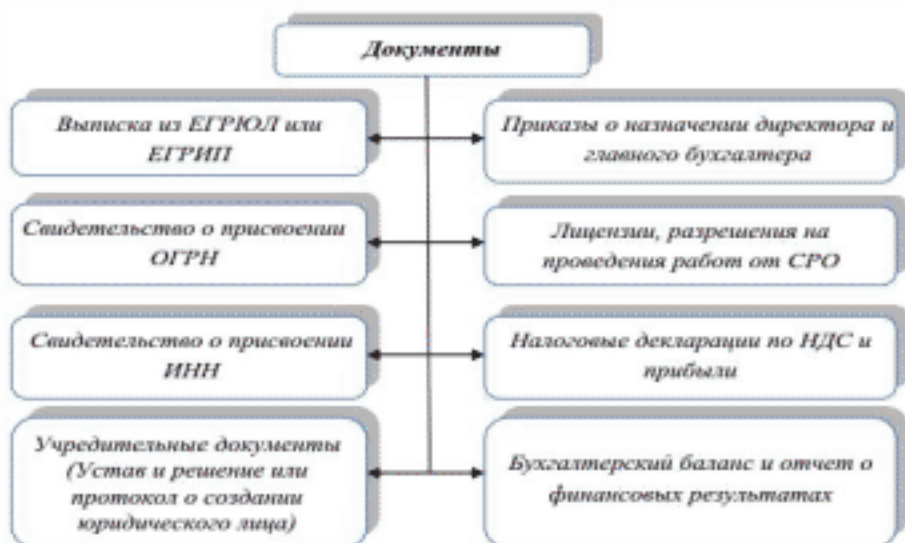 Документы
Выписка из ЕГРЮЛ или
ЕГРИП
Приказы о назначении директора и
главного бухгалтера
Свидетельство о присвоении
ОГРН
Лицензии, разрешения на
проведения работ от СРО
Свидетельство о присвоении
ИНН
Налоговые декларации по НДС и
прибыли
Учредительные документы
(Устав и решение или
протокол о создании
юридического лица)
Бухгалтерский баланс и отчет о
финансовых результатах